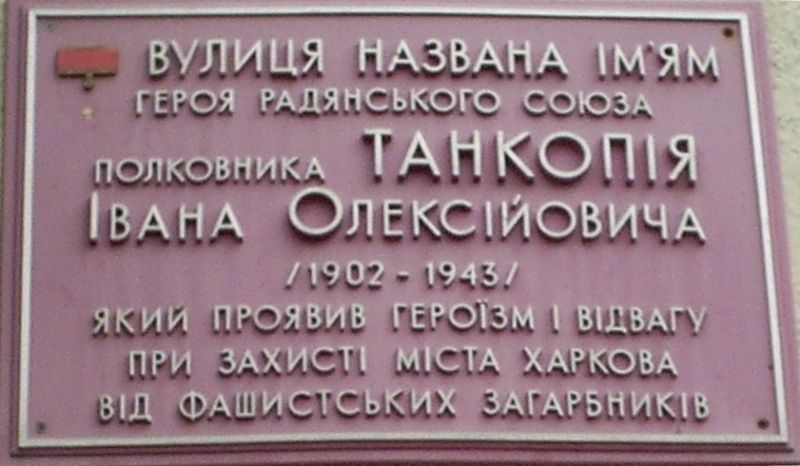 ВУЛИЦЯ НАЗВАНА ІМ'ЯМ
ГЕРОЯ РАДЯНСЬКОГО СОЮЗА
ПОЛКОВНИКА ТАНКОПІЯ
ІВАНА ОЛЕКСІЙОВИЧА
/1902 - 1943/
ЯКИЙ ПРОЯВИВ ГЕРОЇЗМ І ВІДВАГУ
ПРИ ЗАХИСТІ МІСТА ХАРКОВА
ВІД ФАШИСТСЬКИХ ЗАГАРБНИКІВ